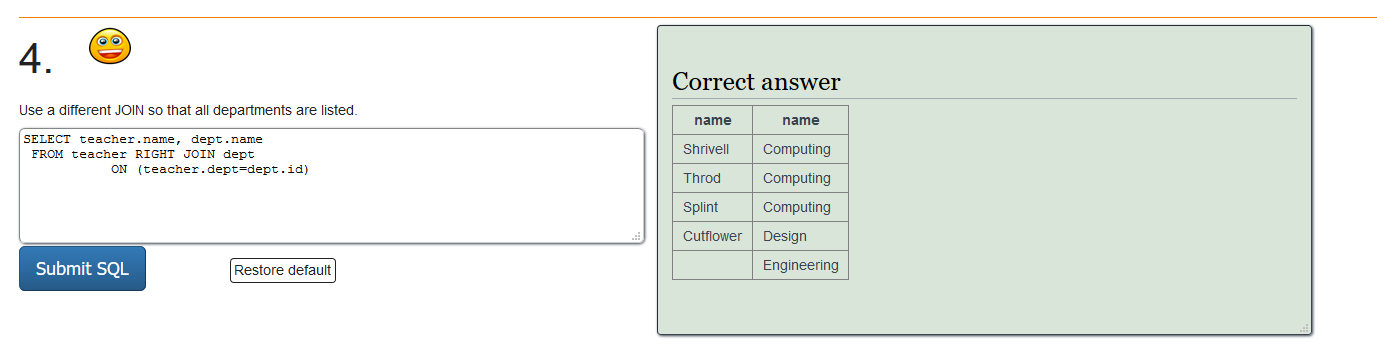 4.
Use a different JOIN so that all departments are listed.
SELECT teacher.name, dept.name
FROM teacher RIGHT JOIN dept
ON (teacher.dept=dept.id)
Submit SQL
Restore default
Correct answer
name name
Shrivell Computing
Throd Computing
Splint Computing
Cutflower Design
Engineering